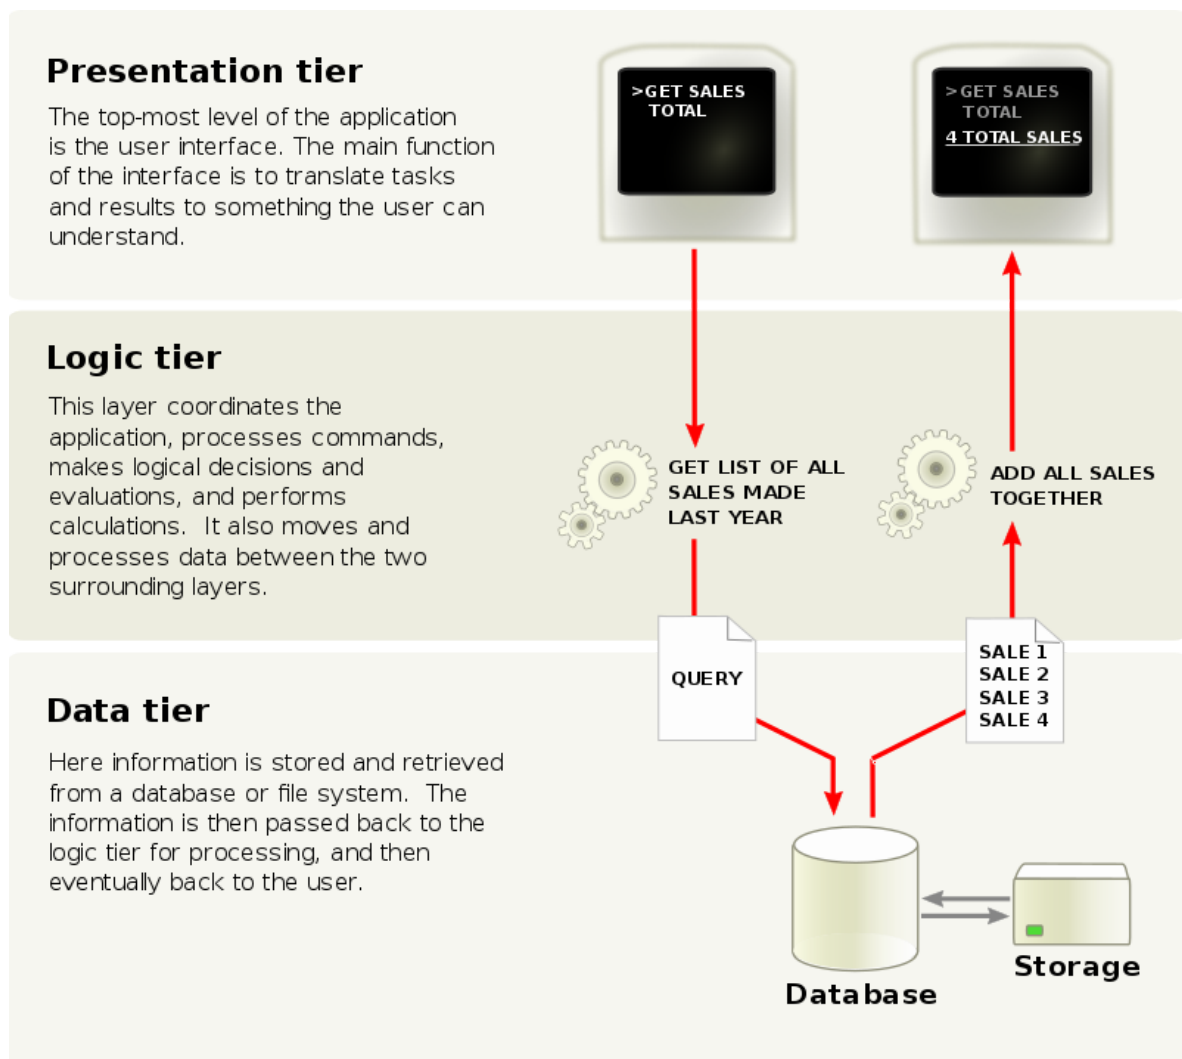 Presentation tier
The top-most level of the application
is the user interface. The main function
of the interface is to translate tasks
and results to something the user can
understand.
>GET SALES
TOTAL
>GET SALES
TOTAL
4 TOTAL SALES
Logic tier
This layer coordinates the
application, processes commands,
makes logical decisions and
evaluations, and performs
calculations. It also moves and
processes data between the two
surrounding layers.
GET LIST OF ALL
SALES MADE
LAST YEAR
ADD ALL SALES
TOGETHER
QUERY
SALE 1
SALE 2
SALE 3
SALE 4
Data tier
Here information is stored and retrieved
from a database or file system. The
information is then passed back to the
logic tier for processing, and then
eventually back to the user.
Database
Storage